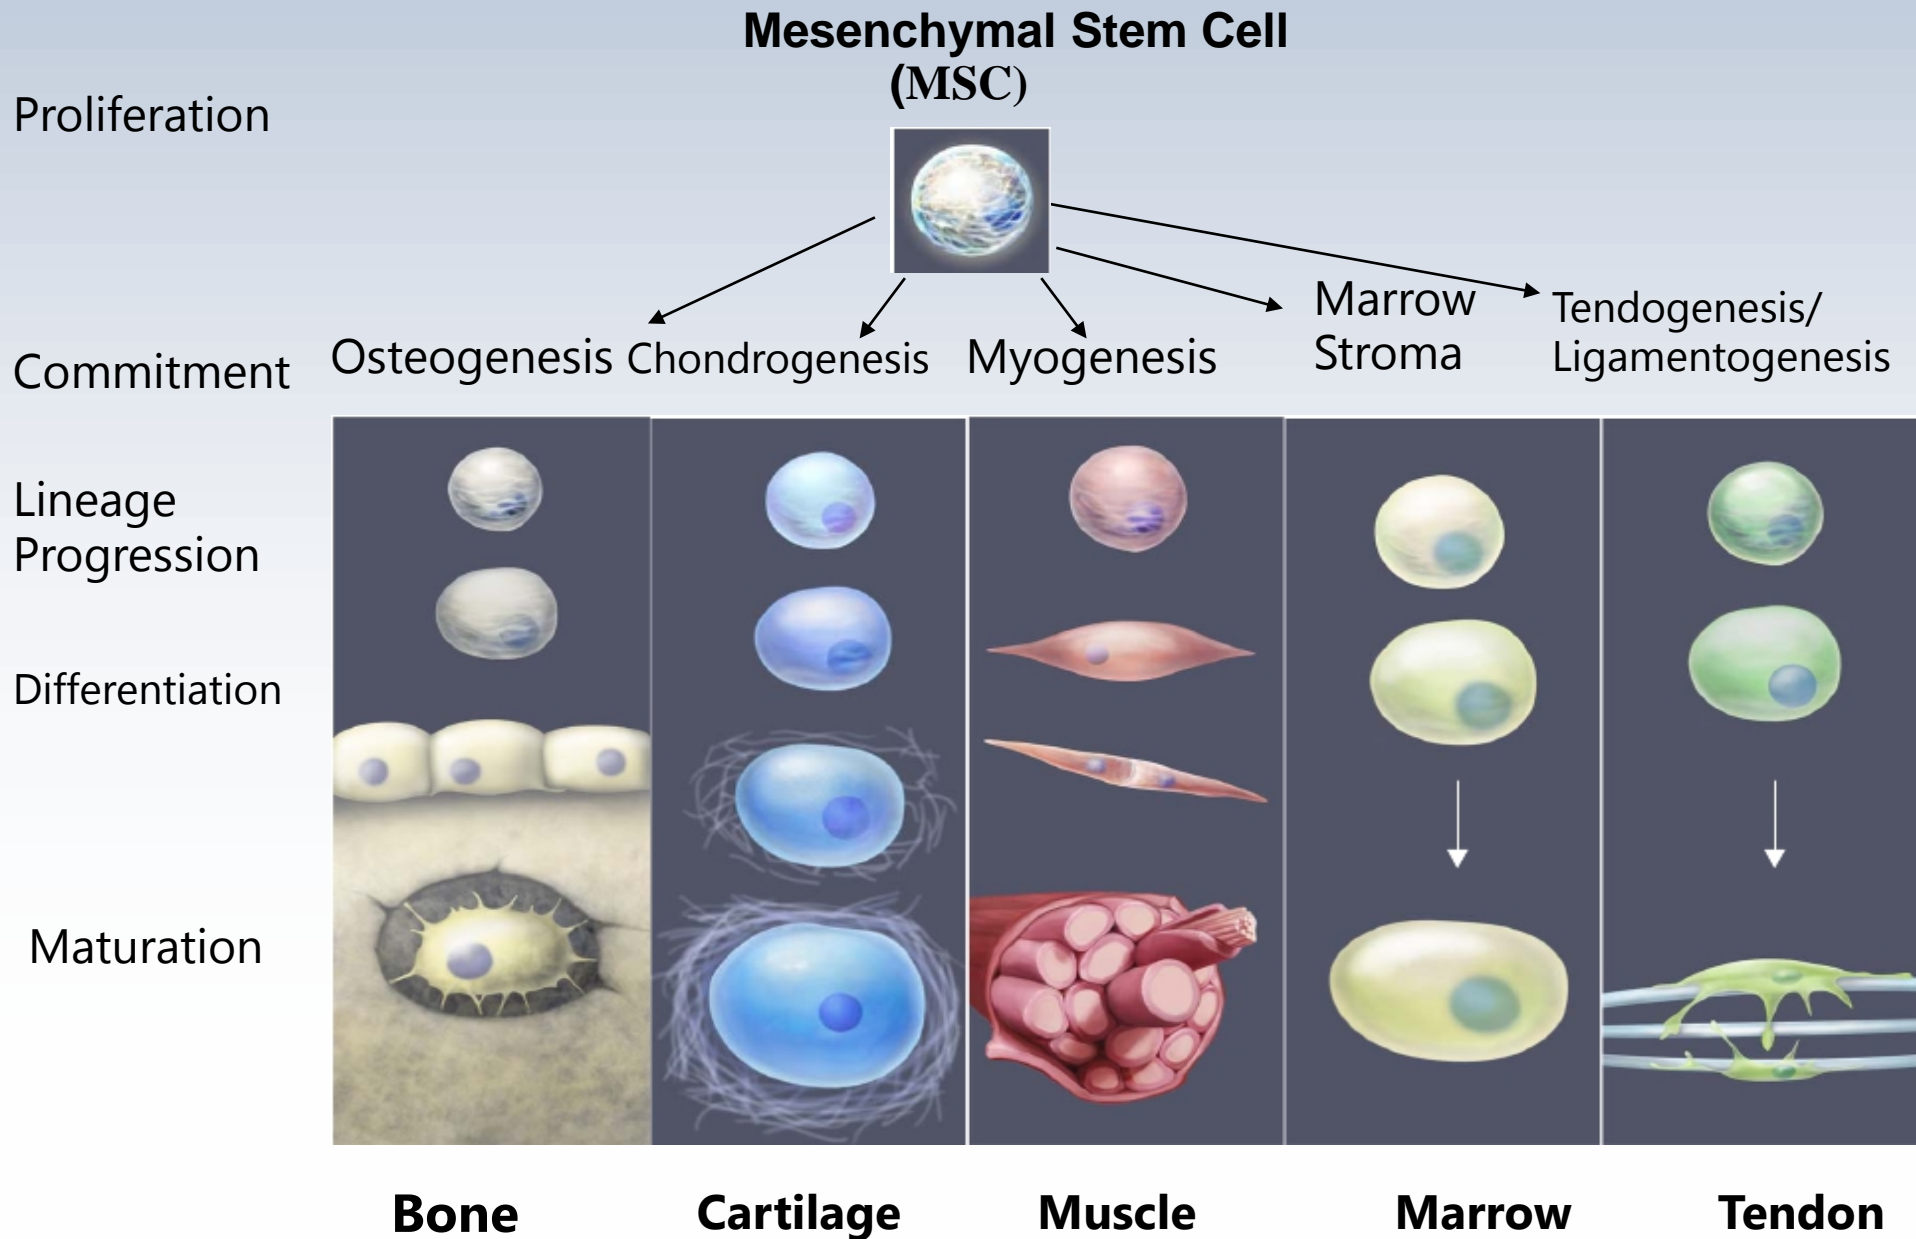 Mesenchymal Stem Cell
(MSC)
Proliferation
Commitment
Osteogenesis
Chondrogenesis
Myogenesis
Marrow
Stroma
Tendogenesis/
Ligamentogenesis
Lineage
Progression
Differentiation
Maturation
Bone
Cartilage
Muscle
Marrow
Tendon